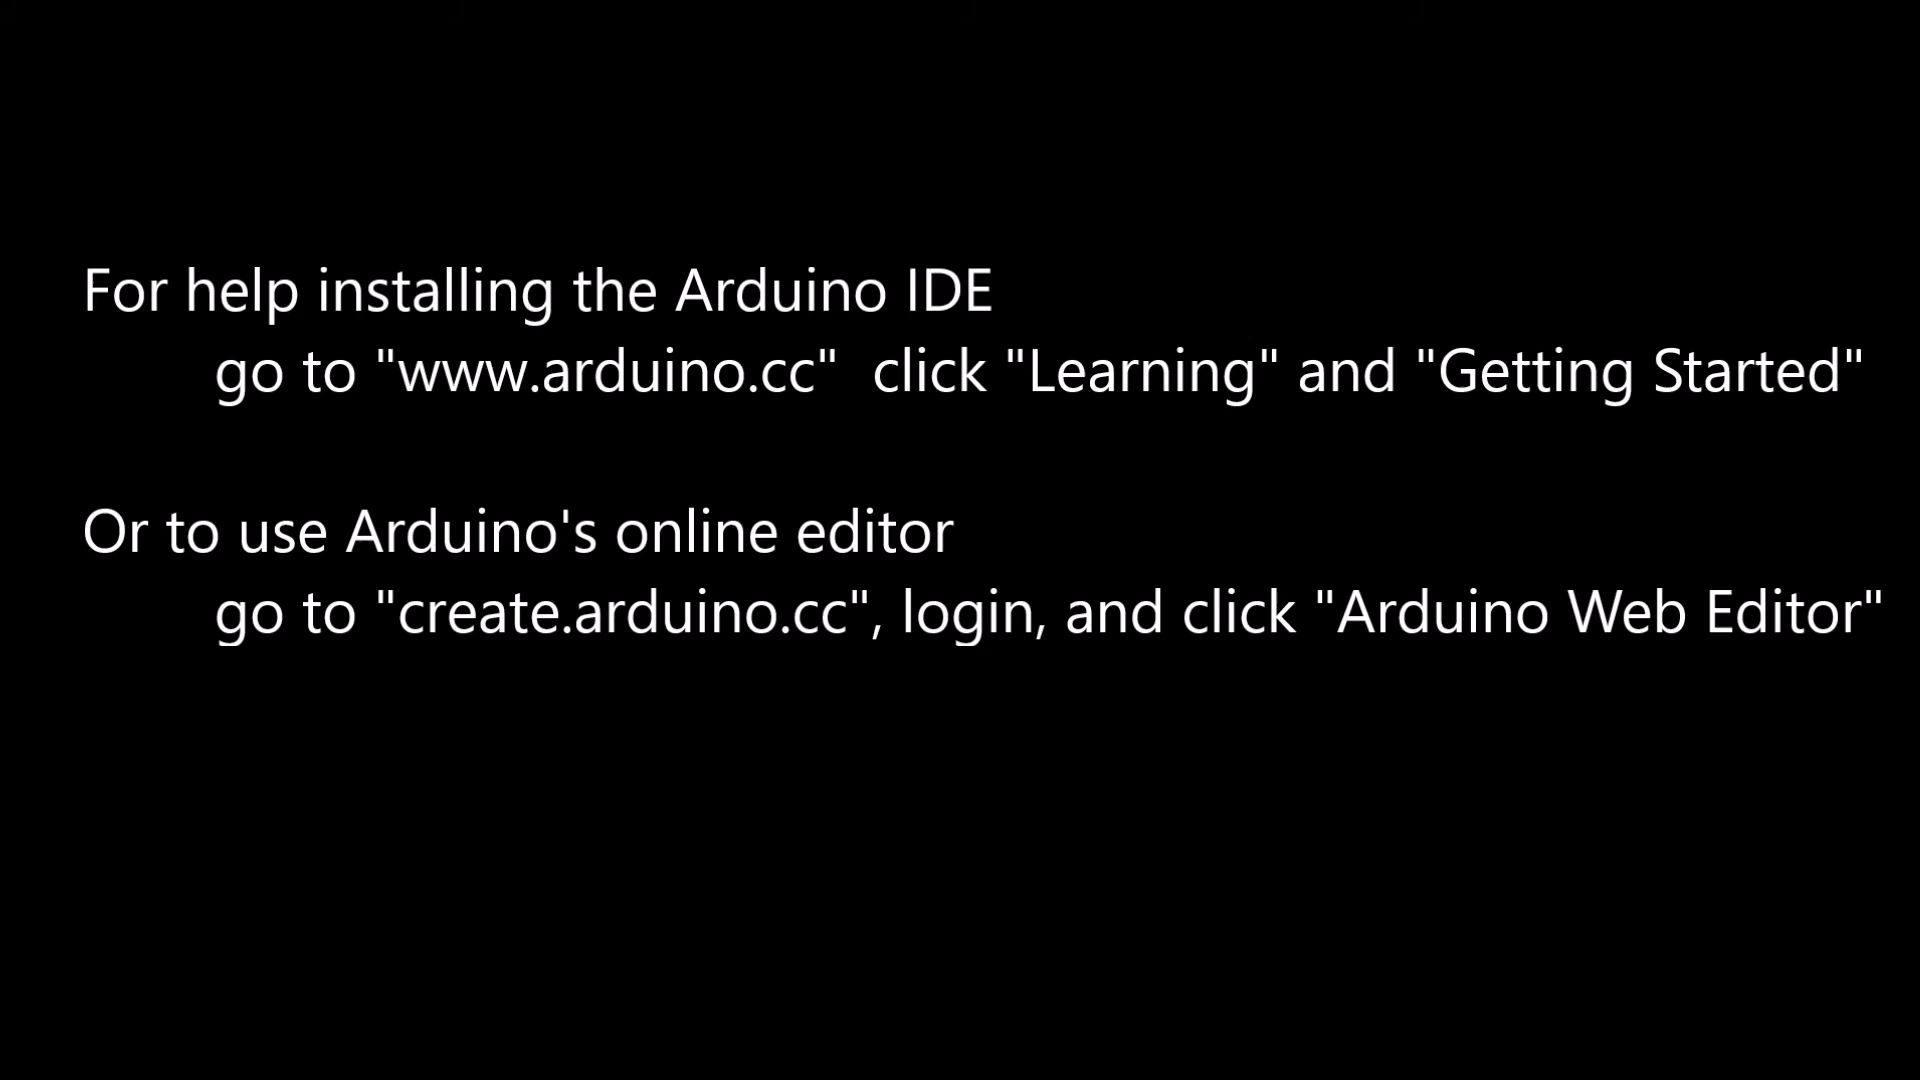 For help installing the Arduino IDE
go to "www.arduino.cc"  click "Learning" and "Getting Started"
Or to use Arduino's online editor
go to "create.arduino.cc", login, and click "Arduino Web Editor"